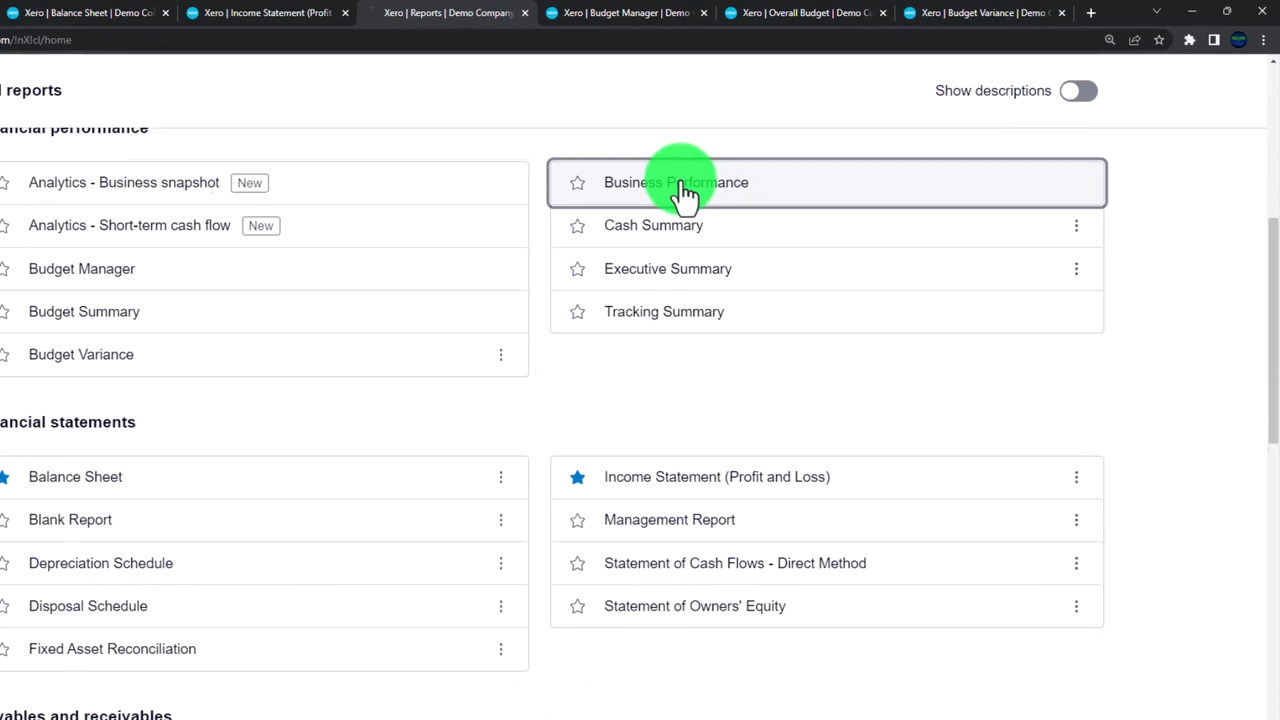 Xero | Balance Sheet | Demo Co
Xero | Income Statement (Profit
Xero | Reports | Demo Company
Xero | Budget Manager | Demo
Xero | Overall Budget | Demo C
Xero | Budget Variance | Demo C
om/!nX!cl/home
l reports
Show descriptions
ancial performance
Analytics - Business snapshot New
Analytics - Short-term cash flow New
Budget Manager
Budget Summary
Budget Variance
Business Performance
Cash Summary
Executive Summary
Tracking Summary
ancial statements
Balance Sheet
Blank Report
Depreciation Schedule
Disposal Schedule
Fixed Asset Reconciliation
Income Statement (Profit and Loss)
Management Report
Statement of Cash Flows - Direct Method
Statement of Owners' Equity
yables and receivables